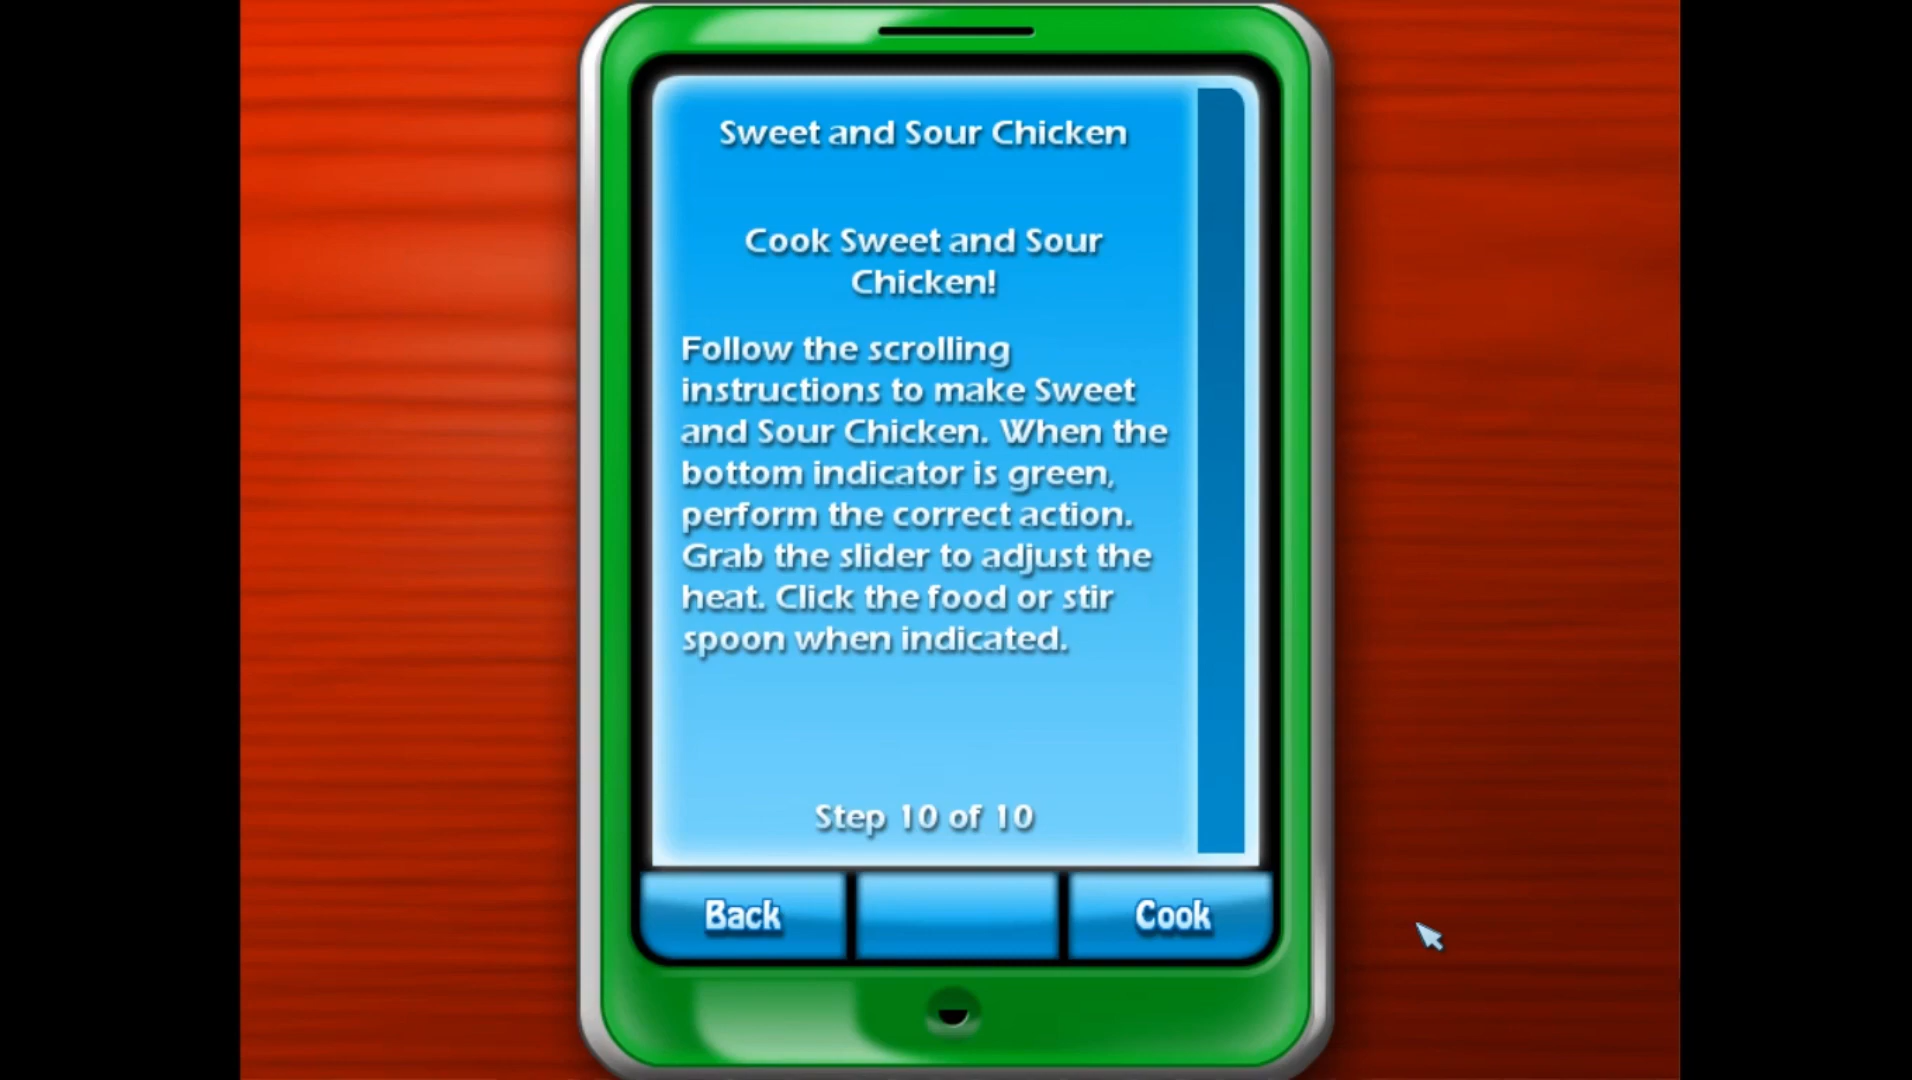 Sweet and Sour Chicken
Cook Sweet and Sour
Chicken!
Follow the scrolling
instructions to make Sweet
and Sour Chicken. When the
bottom indicator is green,
perform the correct action.
Grab the slider to adjust the
heat. Click the food or stir
spoon when indicated.
Step 10 of 10
Back
Cook